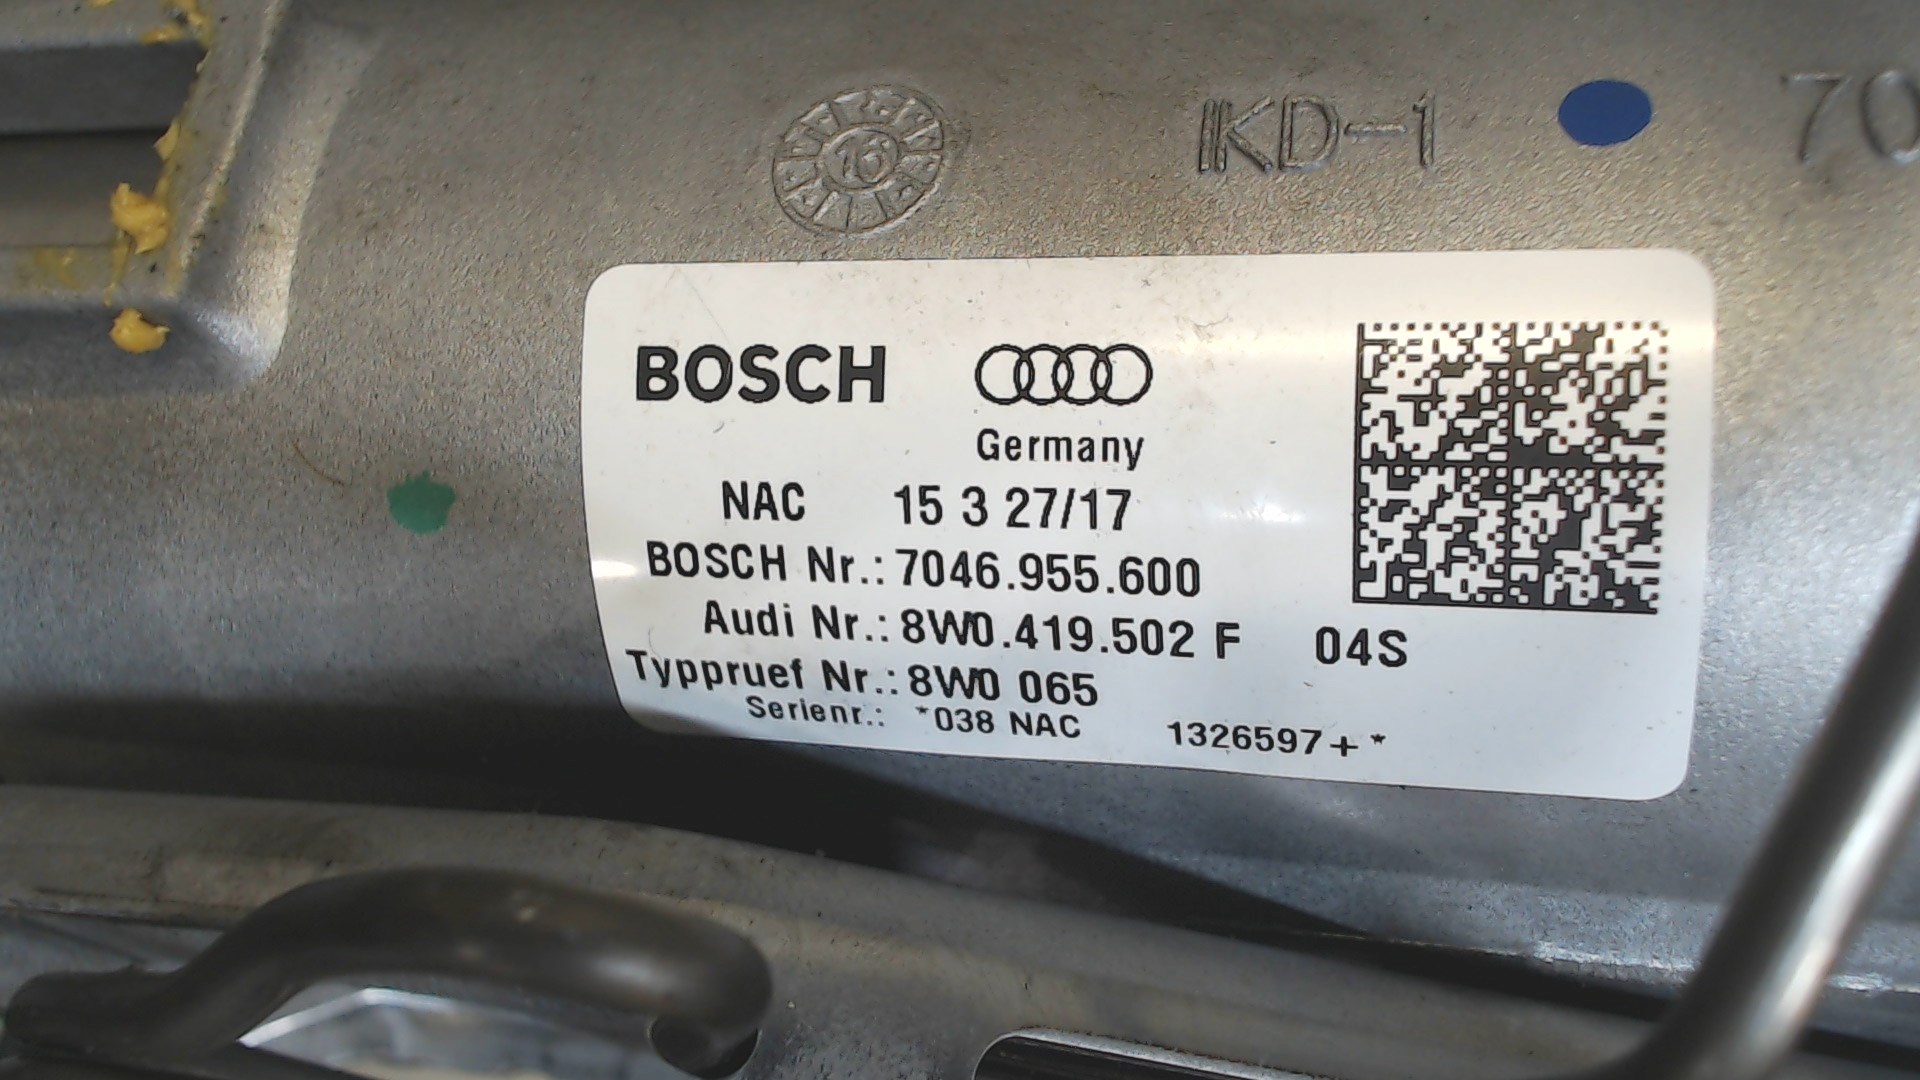 16
KD-1
70
BOSCH
Germany
NAC 15 3 27/17
BOSCH Nr.: 7046.955.600
Audi Nr.: 8W0.419.502 F 04S
Typpruef Nr.: 8W0 065
Serienr.: *038 NAC 1326597+*